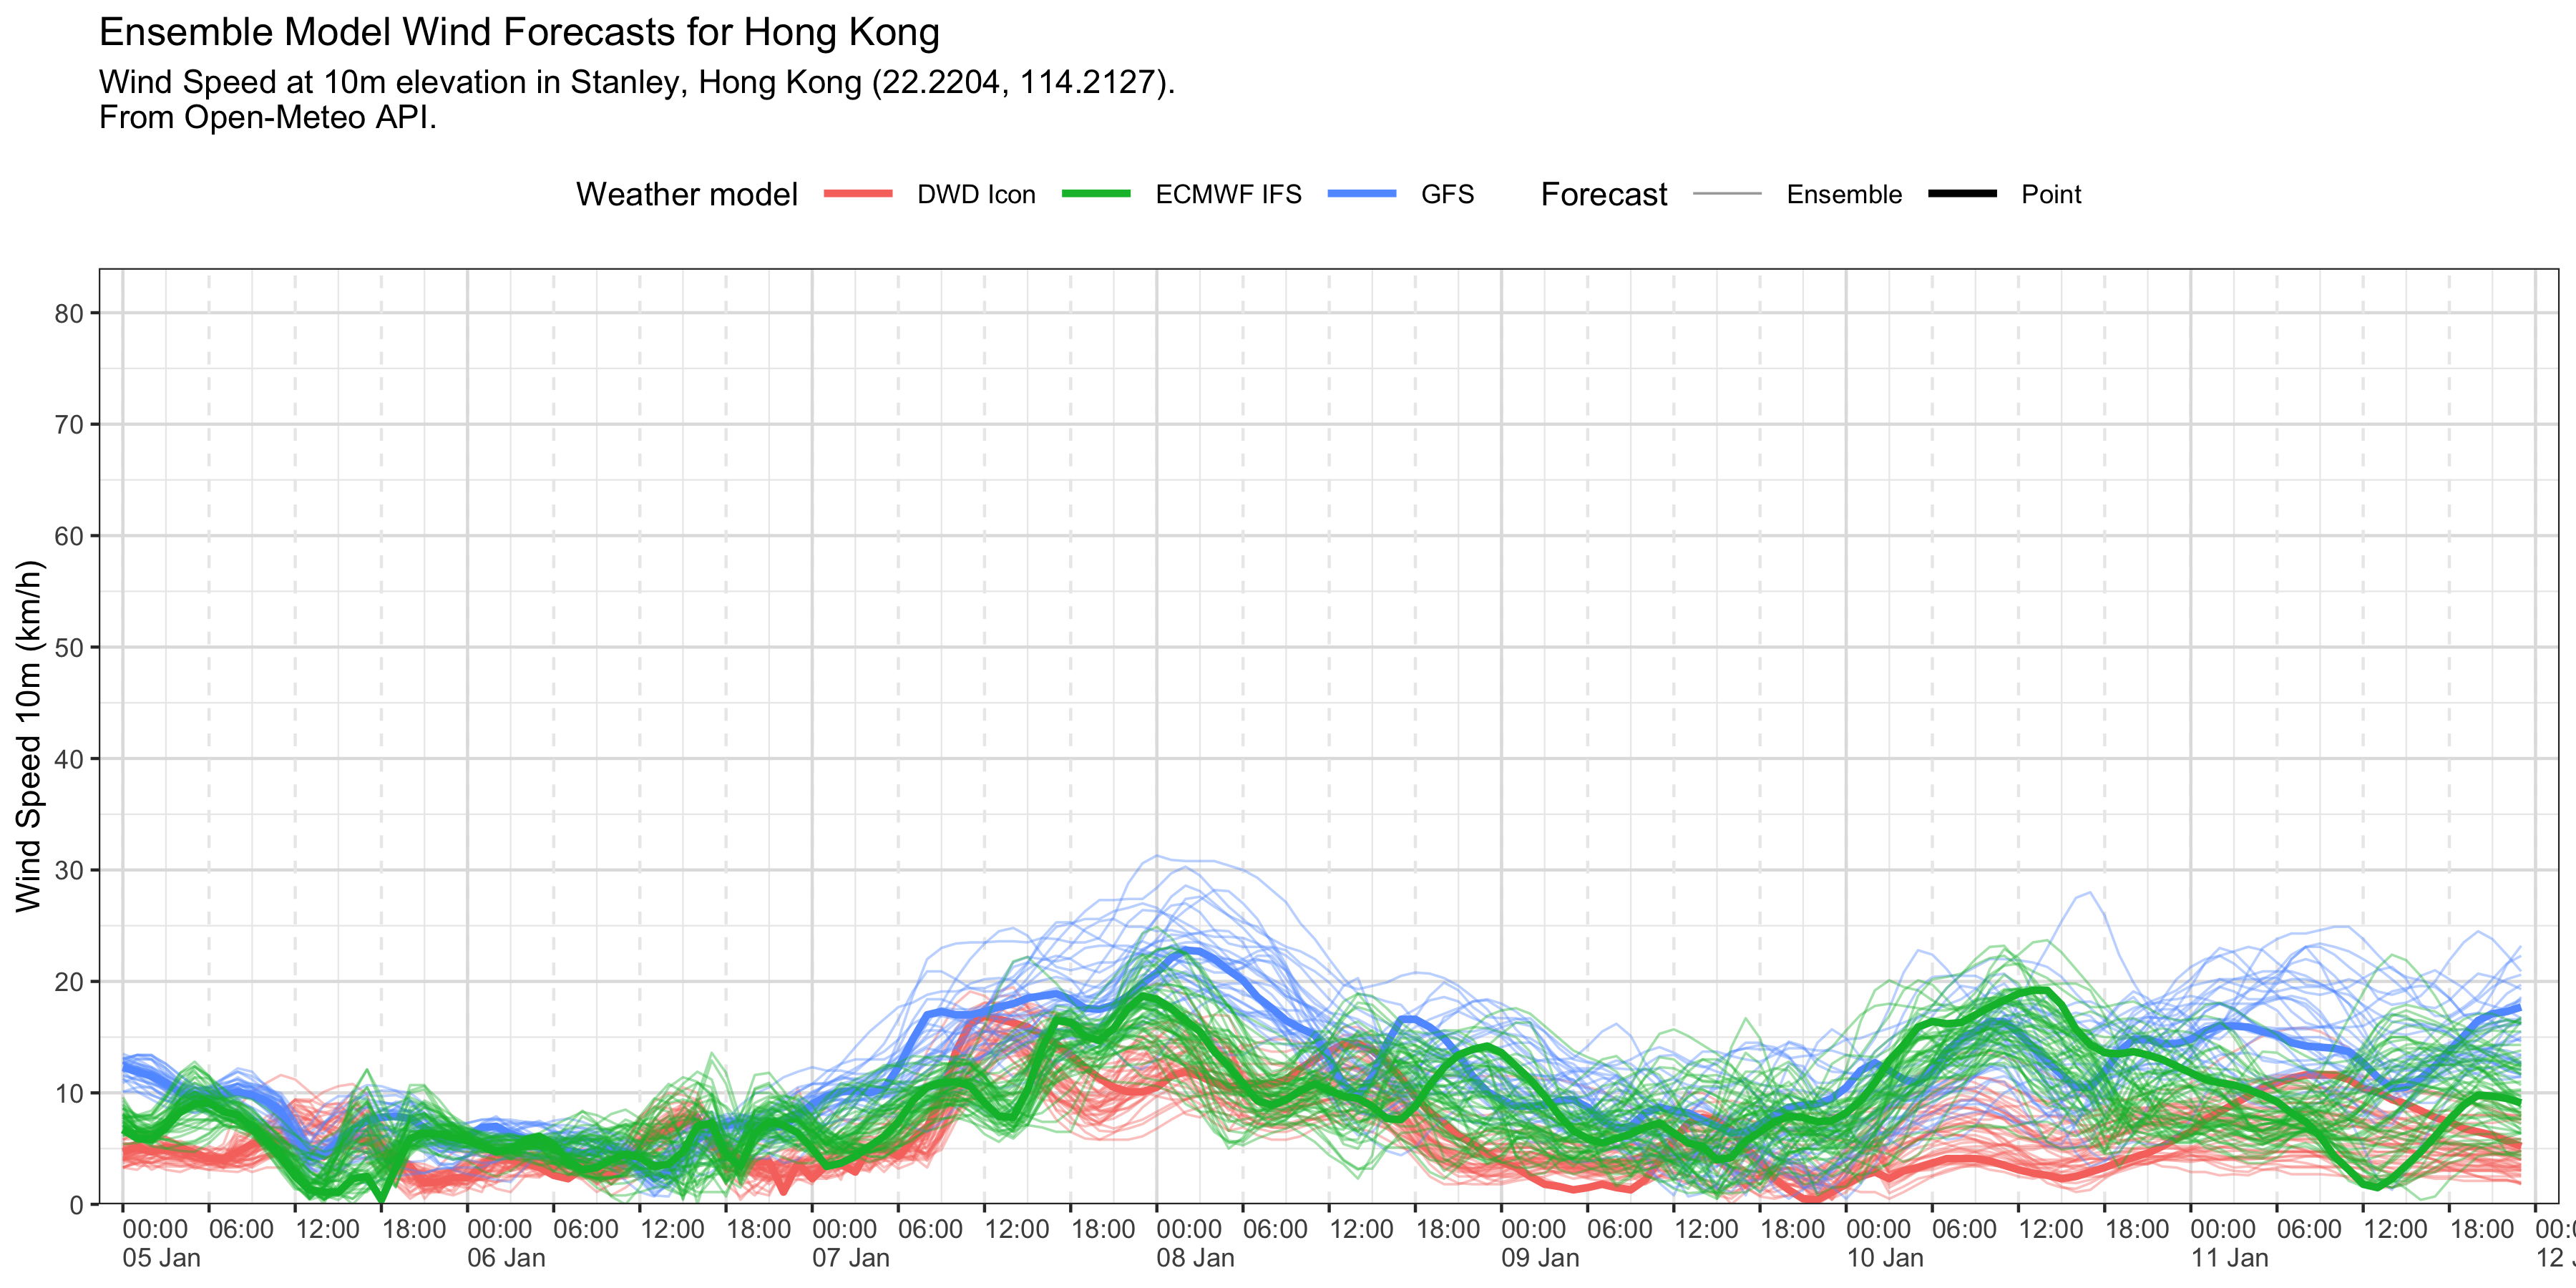 Ensemble Model Wind Forecasts for Hong Kong
Wind Speed at 10m elevation in Stanley, Hong Kong (22.2204, 114.2127).
From Open-Meteo API.
Weather model DWD Icon ECMWF IFS GFS Forecast Ensemble Point
Wind Speed 10m (km/h)
80
70
60
50
40
30
20
10
0
00:00 06:00 12:00 18:00 00:00 06:00 12:00 18:00 00:00 06:00 12:00 18:00 00:00 06:00 12:00 18:00 00:00 06:00 12:00 18:00 00:00 06:00 12:00 18:00 00:00 06:00 12:00 18:00
05 Jan 06 Jan 07 Jan 08 Jan 09 Jan 10 Jan 11 Jan 12